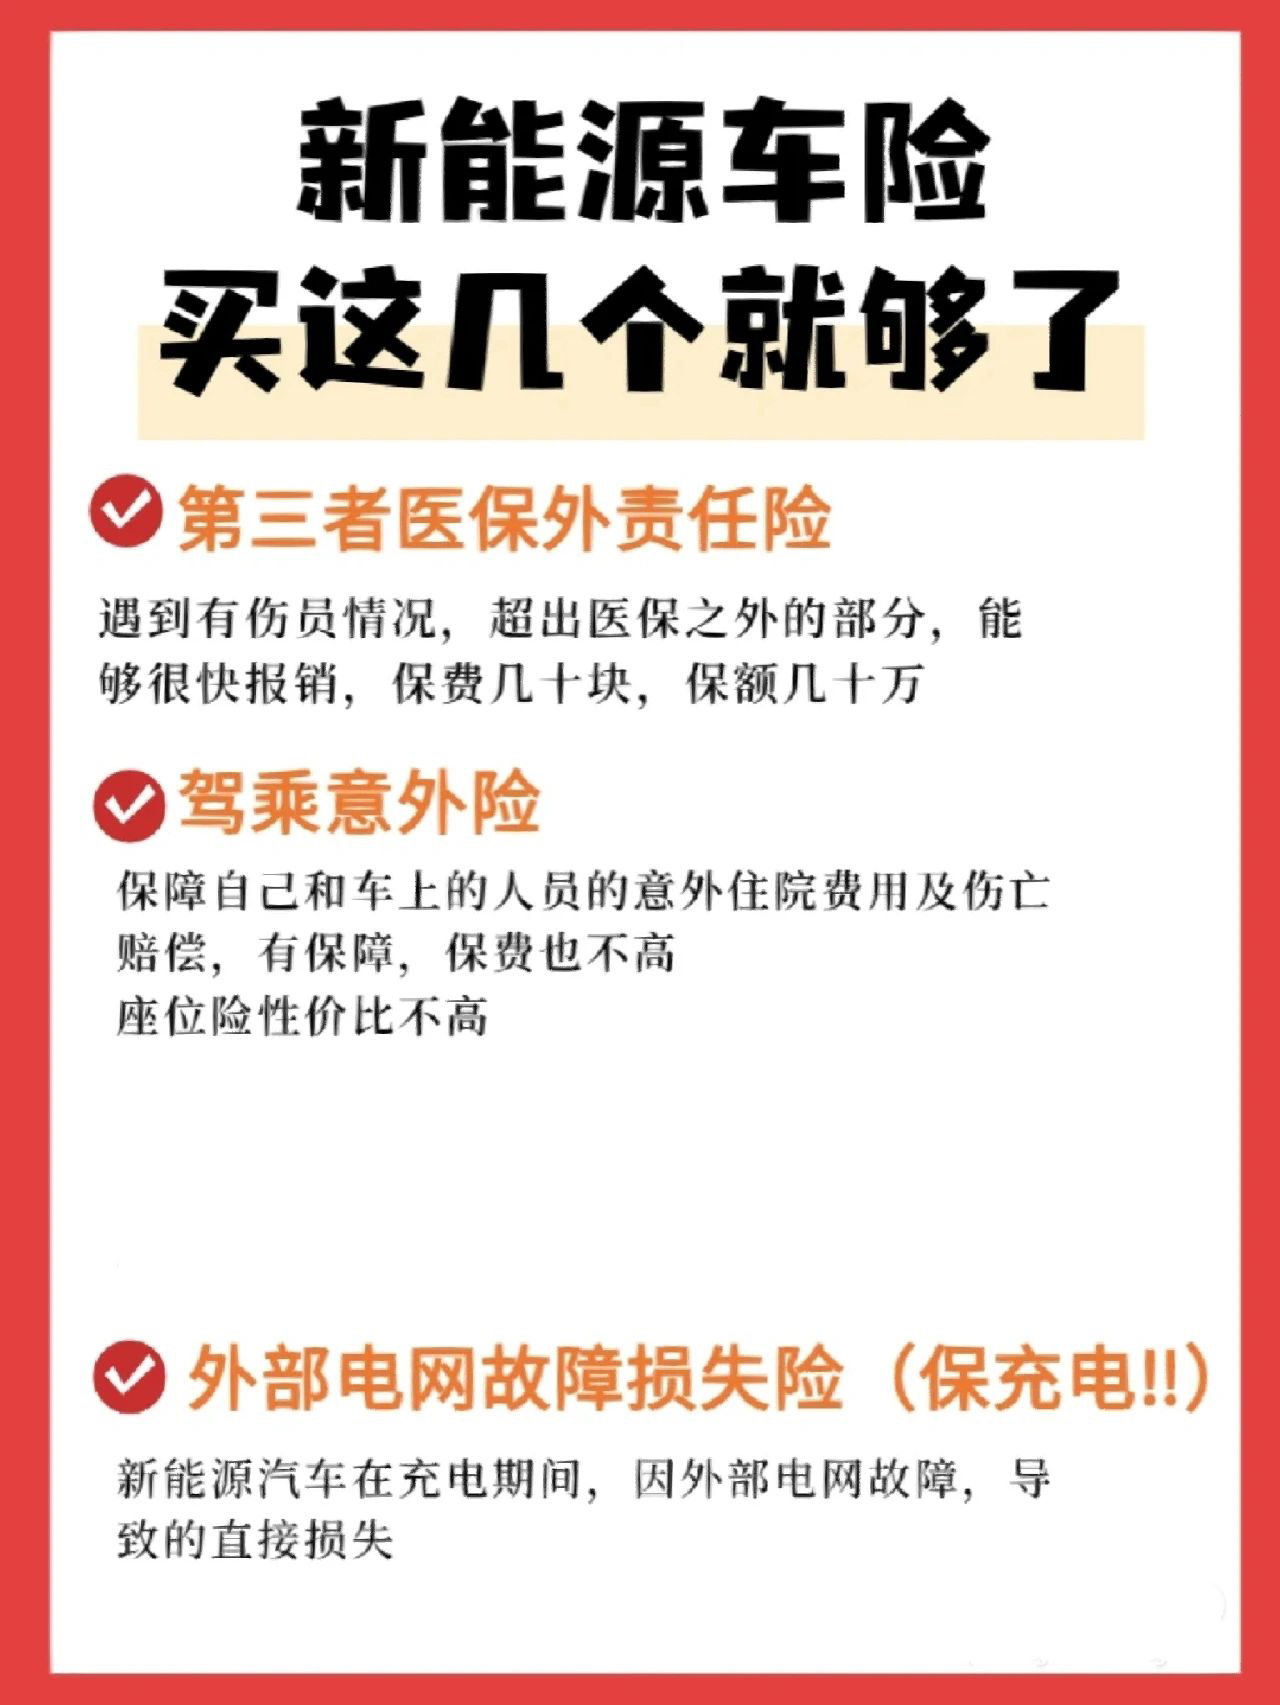 新能源车险
买这几个就够了
第三者医保外责任险
遇到有伤员情况，超出医保之外的部分，能
够很快报销，保费几十块，保额几十万
驾乘意外险
保障自己和车上的人员的意外住院费用及伤亡
赔偿，有保障，保费也不高
座位险性价比不高
外部电网故障损失险（保充电!!）
新能源汽车在充电期间，因外部电网故障，导
致的直接损失